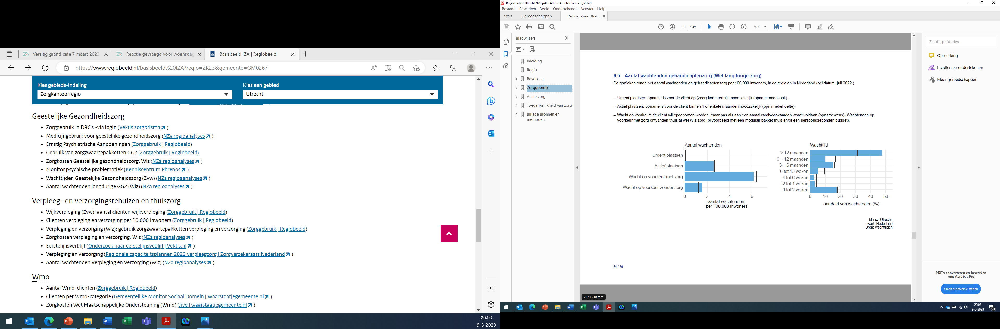 Verslag grand cafe 7 maart 2023
Reactie gevraagd voor woensdag
Basisbeeld IZA | Regiobeeld
https://www.regiobeeld.nl/basisbeeld%20IZA?regio=ZK23&gemeente=GM0267
Kies gebieds-indeling
Kies een gebied
Zorgkantoorregio
Utrecht
Geestelijke Gezondheidszorg
• Zorggebruik in DBC's -via login (Vektis zorgprisma )
• Medicijngebruik voor geestelijke gezondheidszorg (NZa regioanalyses )
• Ernstig Psychiatrische Aandoeningen (Zorggebruik | Regiobeeld)
• Gebruik van zorgzwaartepakketten GGZ (Zorggebruik | Regiobeeld)
• Zorgkosten Geestelijke gezondheidszorg, Wlz (NZa regioanalyses )
• Monitor psychische problematiek (Kenniscentrum Phrenos )
• Wachttijden Geestelijke Gezondheidszorg (Zvw) (NZa regioaanalyses )
• Aantal wachtenden langdurige GGZ (Wlz) (NZa regioanalyses )
Verpleeg- en verzorgingstehuizen en thuiszorg
• Wijkverpleging (Zvw): aantal clienten wijkverpleging (Zorggebruik | Regiobeeld)
• Clienten verpleging en verzorging per 10.000 inwoners (Zorggebruik | Regiobeeld)
• Verpleging en verzorging (Wlz): gebruik zorgzwaartepakketten verpleging en verzorging (Zorggebruik | Regiobeeld)
• Zorgkosten verpleging en verzorging, Wlz (NZa regioanalyses )
• Eerstelijnsverblijf (Onderzoek naar eerstelijnsveblijf | Vektis.nl )
• Verpleging en verzorging (Regionale capaciteitsplannen 2022 verpleegzorg | Zorgverzekeraars Nederland )
• Aantal wachtenden Verpleging en Verzorging (Wlz) (NZa regioanalyses )
Wmo
• Aantal Wmo-clienten (Zorggebruik | Regiobeeld)
• Clienten per Wmo-categorie (Gemeentelijke Monitor Sociaal Domein | Waarstaatjegemeente.nl )
• Zorgkosten Wet Maatschappelijke Ondersteuning (Wmo) (Jive | waarstaatjegemeente.nl )
20:03
9-3-2023
Regioanalyse Utrecht NZa.pdf - Adobe Acrobat Reader (32-bit)
Bestand Bewerken Beeld Ondertekenen Venster Help
Start Gereedschappen Regioanalyse Utrec...
31 / 39
99%
Bladwijzers
Inleiding
Regio
Bevolking
Zorggebruik
Acute zorg
Toegankelijkheid van zorg
Bijlage Bronnen en
methoden
6.5 Aantal wachtenden gehandicaptenzorg (Wet langdurige zorg)
De grafieken tonen het aantal wachtenden op gehandicaptenzorg per 100.000 inwoners, in de regio en in Nederland (peildatum: juli 2022 ).
– Urgent plaatsen: opname is voor de cliënt op (zeer) korte termijn noodzakelijk (opnamenoodzaak).
– Actief plaatsen: opname is voor de cliënt binnen 1 of enkele maanden noodzakelijk (opnamebehoefte).
– Wacht op voorkeur: de cliënt wil opgenomen worden, maar pas als aan een aantal randvoorwaarden wordt voldaan (opnamewens). Wachtenden op
voorkeur mét zorg ontvangen thuis al wel Wlz-zorg (bijvoorbeeld met een modulair pakket thuis en/of een persoonsgebonden budget).
Aantal wachtenden
Urgent plaatsen
Actief plaatsen
Wacht op voorkeur met zorg
Wacht op voorkeur zonder zorg
0 2 4 6
aantal wachtenden
per 100.000 inwoners
Wachttijd
> 12 maanden
6 – 12 maanden
3 – 6 maanden
6 tot 13 weken
4 tot 6 weken
2 tot 4 weken
0 tot 2 weken
0 10 20 30 40 50
aandeel van wachtenden (%)
blauw: Utrecht
zwart: Nederland
Bron: wachttijden
31 / 39
297 x 210 mm
Zoekhulpmiddelen
Opmerking
Invullen en ondertekenen
Meer gereedschappen
PDF's converteren en bewerken
met Acrobat Pro
Gratis proefversie starten
20:03
9-3-2023
21